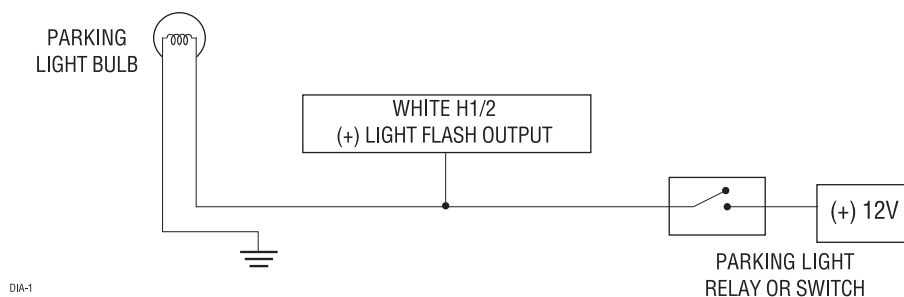 PARKING
LIGHT BULB
WHITE H1/2
(+) LIGHT FLASH OUTPUT
(+) 12V
PARKING LIGHT
RELAY OR SWITCH
DIA-1